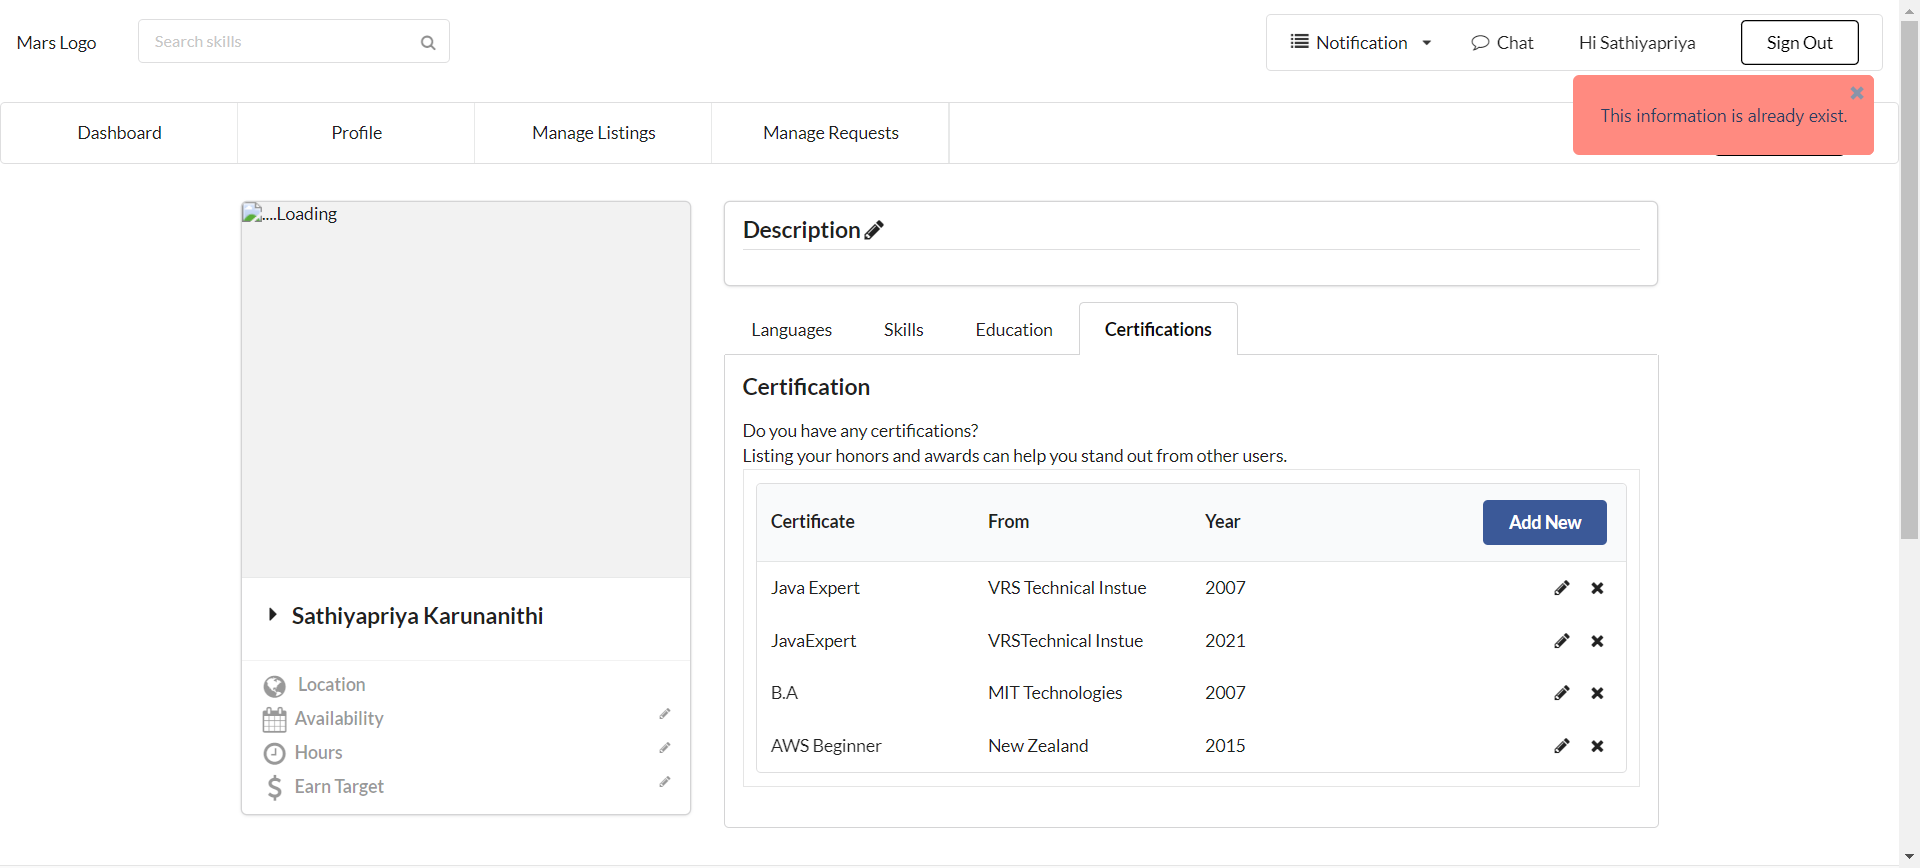 Mars Logo
Search skills
Notification
Chat
Hi Sathiyapriya
Sign Out
This information is already exist.
Dashboard
Profile
Manage Listings
Manage Requests
....Loading
Sathiyapriya Karunanithi
Location
Availability
Hours
Earn Target
Description
Languages
Skills
Education
Certifications
Certification
Do you have any certifications?
Listing your honors and awards can help you stand out from other users.
Certificate From Year Add New
Java Expert VRS Technical Instue 2007
JavaExpert VRSTechnical Instue 2021
B.A MIT Technologies 2007
AWS Beginner New Zealand 2015